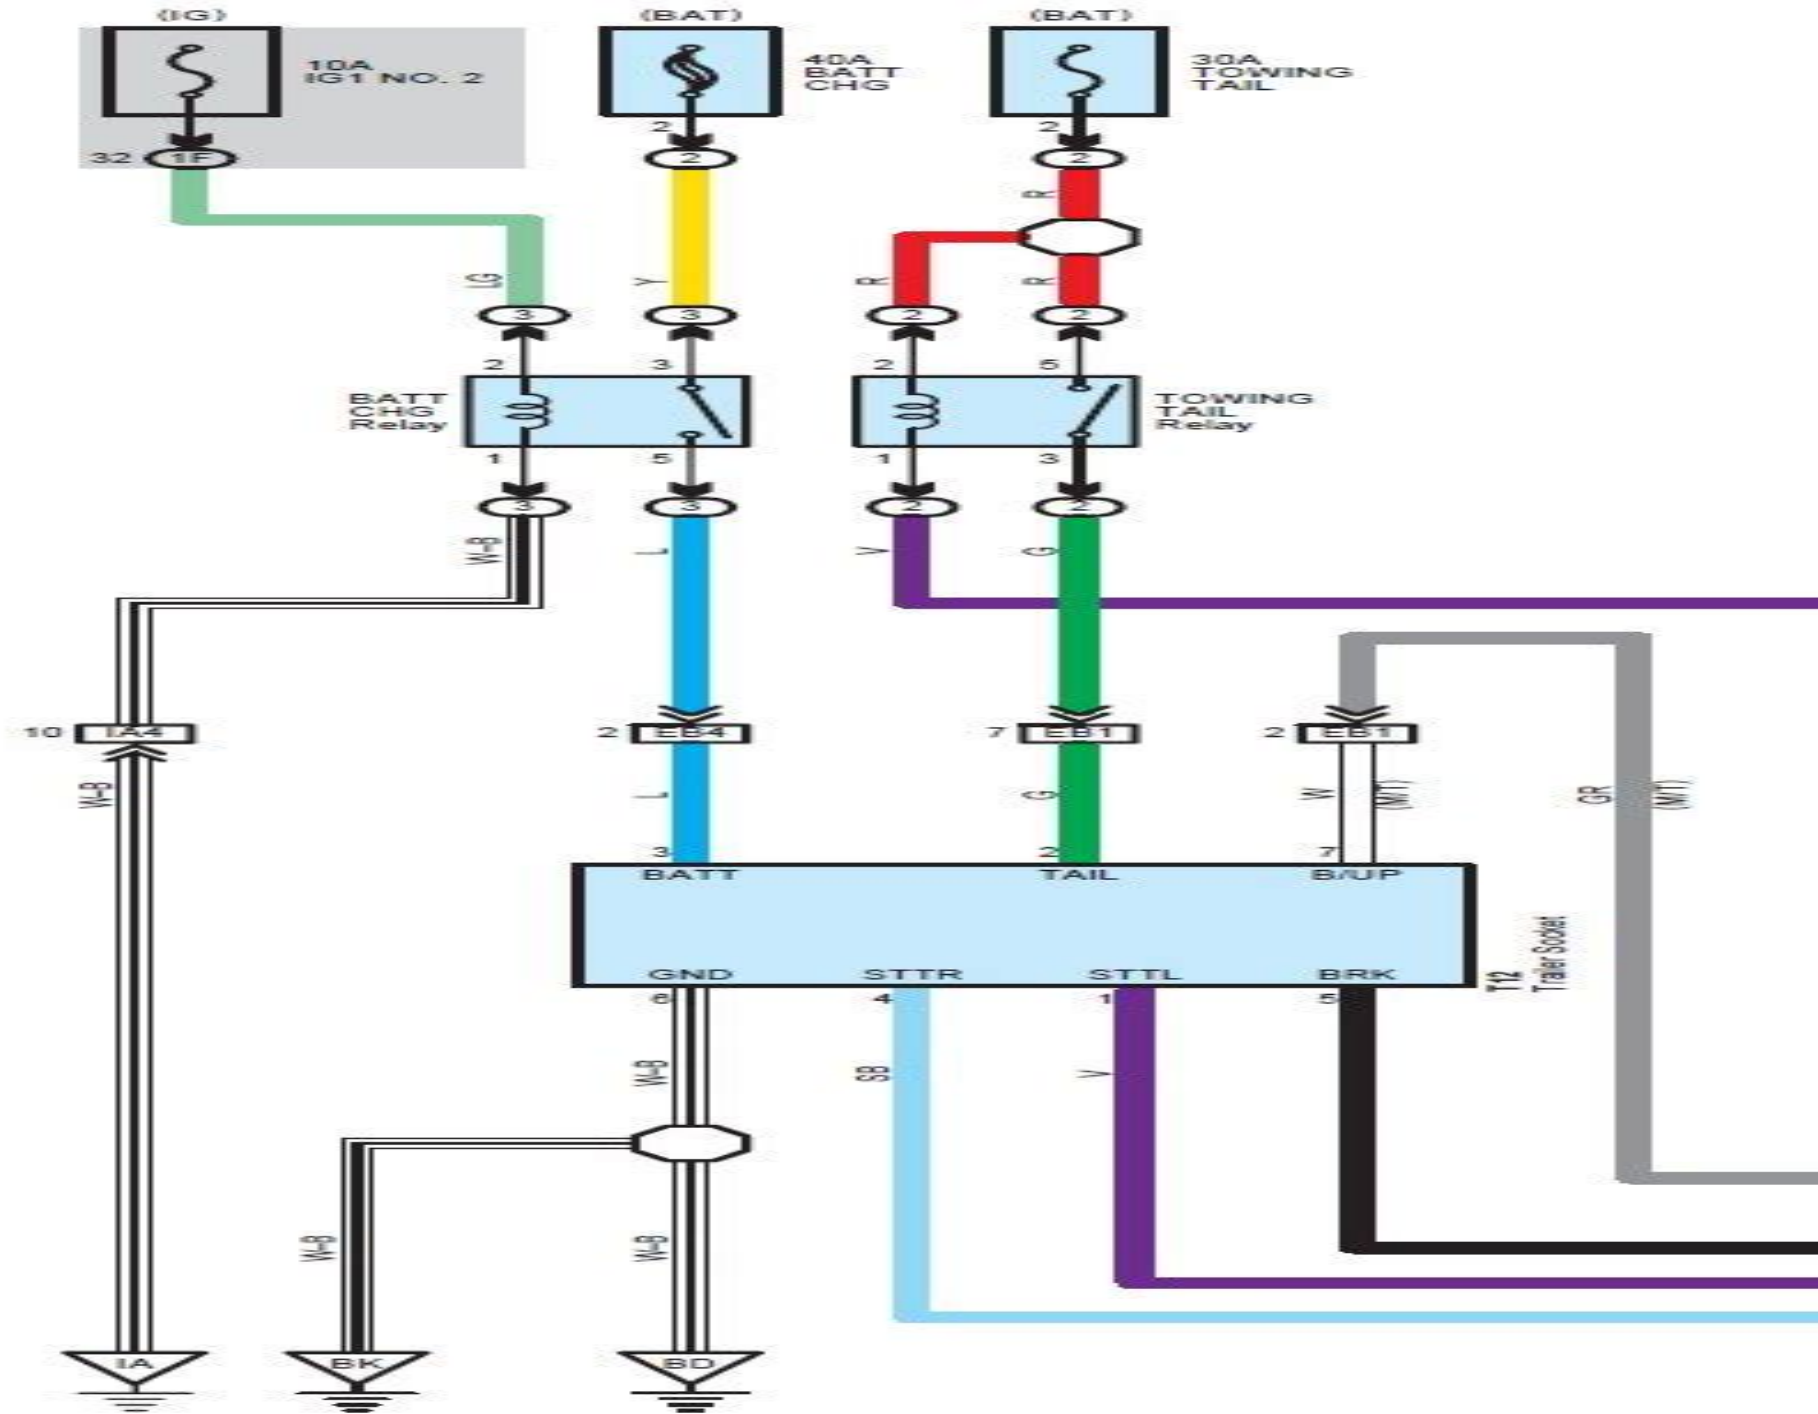 (IG)
(BAT)
(BAT)
10A
IG1 NO. 2
40A
BATT
CHG
30A
TOWING
TAIL
2
2
32
1F
2
2
R
LG
Y
R
R
3
3
2
2
2
3
2
5
BATT
CHG
Relay
TOWING
TAIL
Relay
1
5
1
3
3
3
2
2
W-B
L
V
G
10
IA4
2
EB4
7
EB1
2
EB1
W-B
L
G
W
(M/T)
GR
(M/T)
3
2
7
BATT
TAIL
B/UP
T12
Trailer Socket
GND
STTR
STTL
BRK
6
4
1
5
W-B
SB
V
W-B
W-B
IA
BK
BD